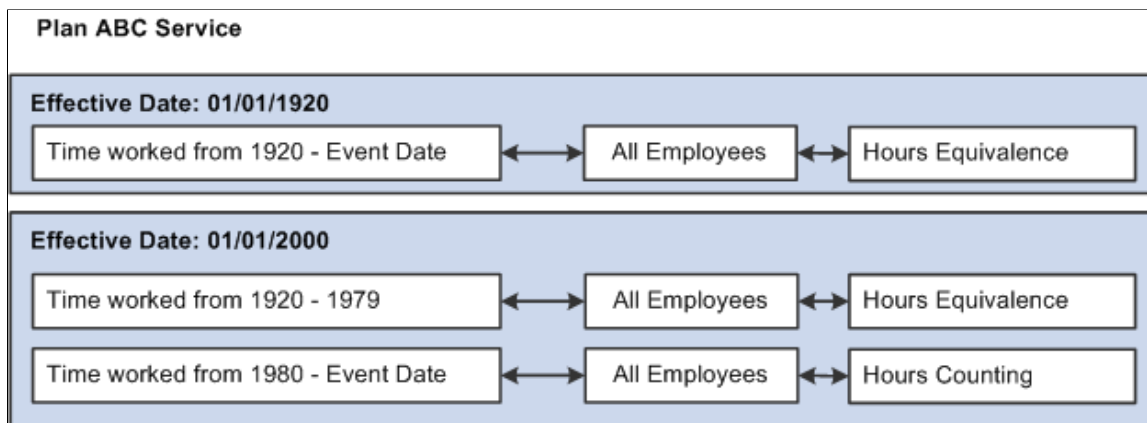 Plan ABC Service
Effective Date: 01/01/1920
Time worked from 1920 - Event Date All Employees Hours Equivalence
Effective Date: 01/01/2000
Time worked from 1920 - 1979 All Employees Hours Equivalence
Time worked from 1980 - Event Date All Employees Hours Counting